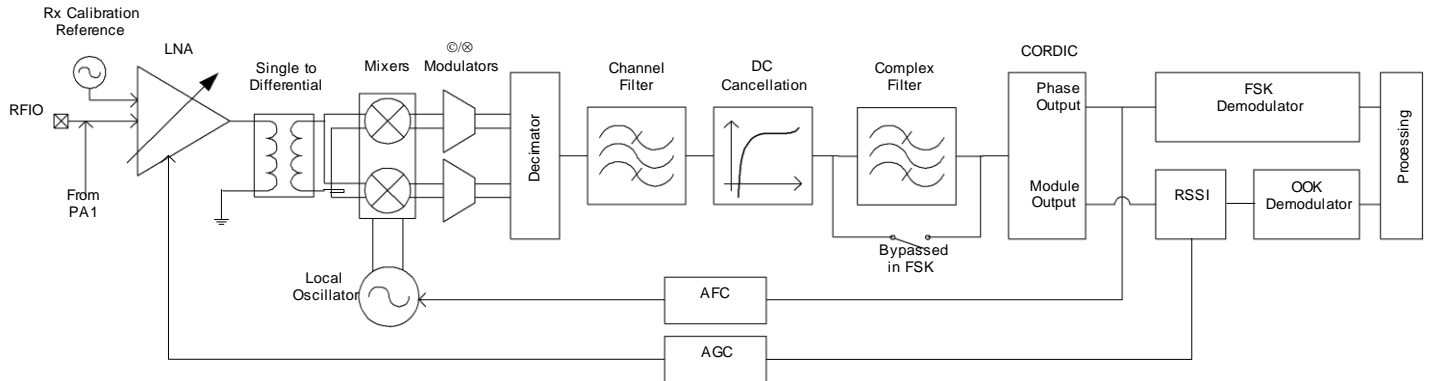 Rx Calibration
Reference
LNA
RFIO
From
PA1
Single to
Differential
Mixers
©/⊗
Modulators
Local
Oscillator
Decimator
Channel
Filter
DC
Cancellation
Complex
Filter
Bypassed
in FSK
CORDIC
Phase
Output
Module
Output
FSK
Demodulator
RSSI
OOK
Demodulator
Processing
AFC
AGC